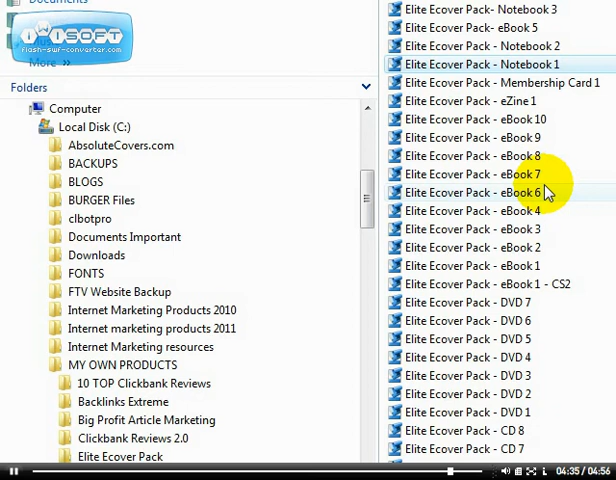 Documents
iWiSOFT
flash-swf-converter.com
More »
Folders
Computer
Local Disk (C:)
AbsoluteCovers.com
BACKUPS
BLOGS
BURGER Files
clbotpro
Documents Important
Downloads
FONTS
FTV Website Backup
Internet Marketing Products 2010
Internet marketing products 2011
Internet Marketing resources
MY OWN PRODUCTS
10 TOP Clickbank Reviews
Backlinks Extreme
Big Profit Article Marketing
Clickbank Reviews 2.0
Elite Ecover Pack
Elite Ecover Pack- Notebook 3
Elite Ecover Pack- eBook 5
Elite Ecover Pack - Notebook 2
Elite Ecover Pack - Notebook 1
Elite Ecover Pack - Membership Card 1
Elite Ecover Pack - eZine 1
Elite Ecover Pack - eBook 10
Elite Ecover Pack - eBook 9
Elite Ecover Pack - eBook 8
Elite Ecover Pack - eBook 7
Elite Ecover Pack - eBook 6
Elite Ecover Pack - eBook 4
Elite Ecover Pack - eBook 3
Elite Ecover Pack - eBook 2
Elite Ecover Pack - eBook 1
Elite Ecover Pack - eBook 1 - CS2
Elite Ecover Pack - DVD 7
Elite Ecover Pack - DVD 6
Elite Ecover Pack - DVD 5
Elite Ecover Pack - DVD 4
Elite Ecover Pack - DVD 3
Elite Ecover Pack - DVD 2
Elite Ecover Pack - DVD 1
Elite Ecover Pack - CD 8
Elite Ecover Pack - CD 7
04:35 / 04:56